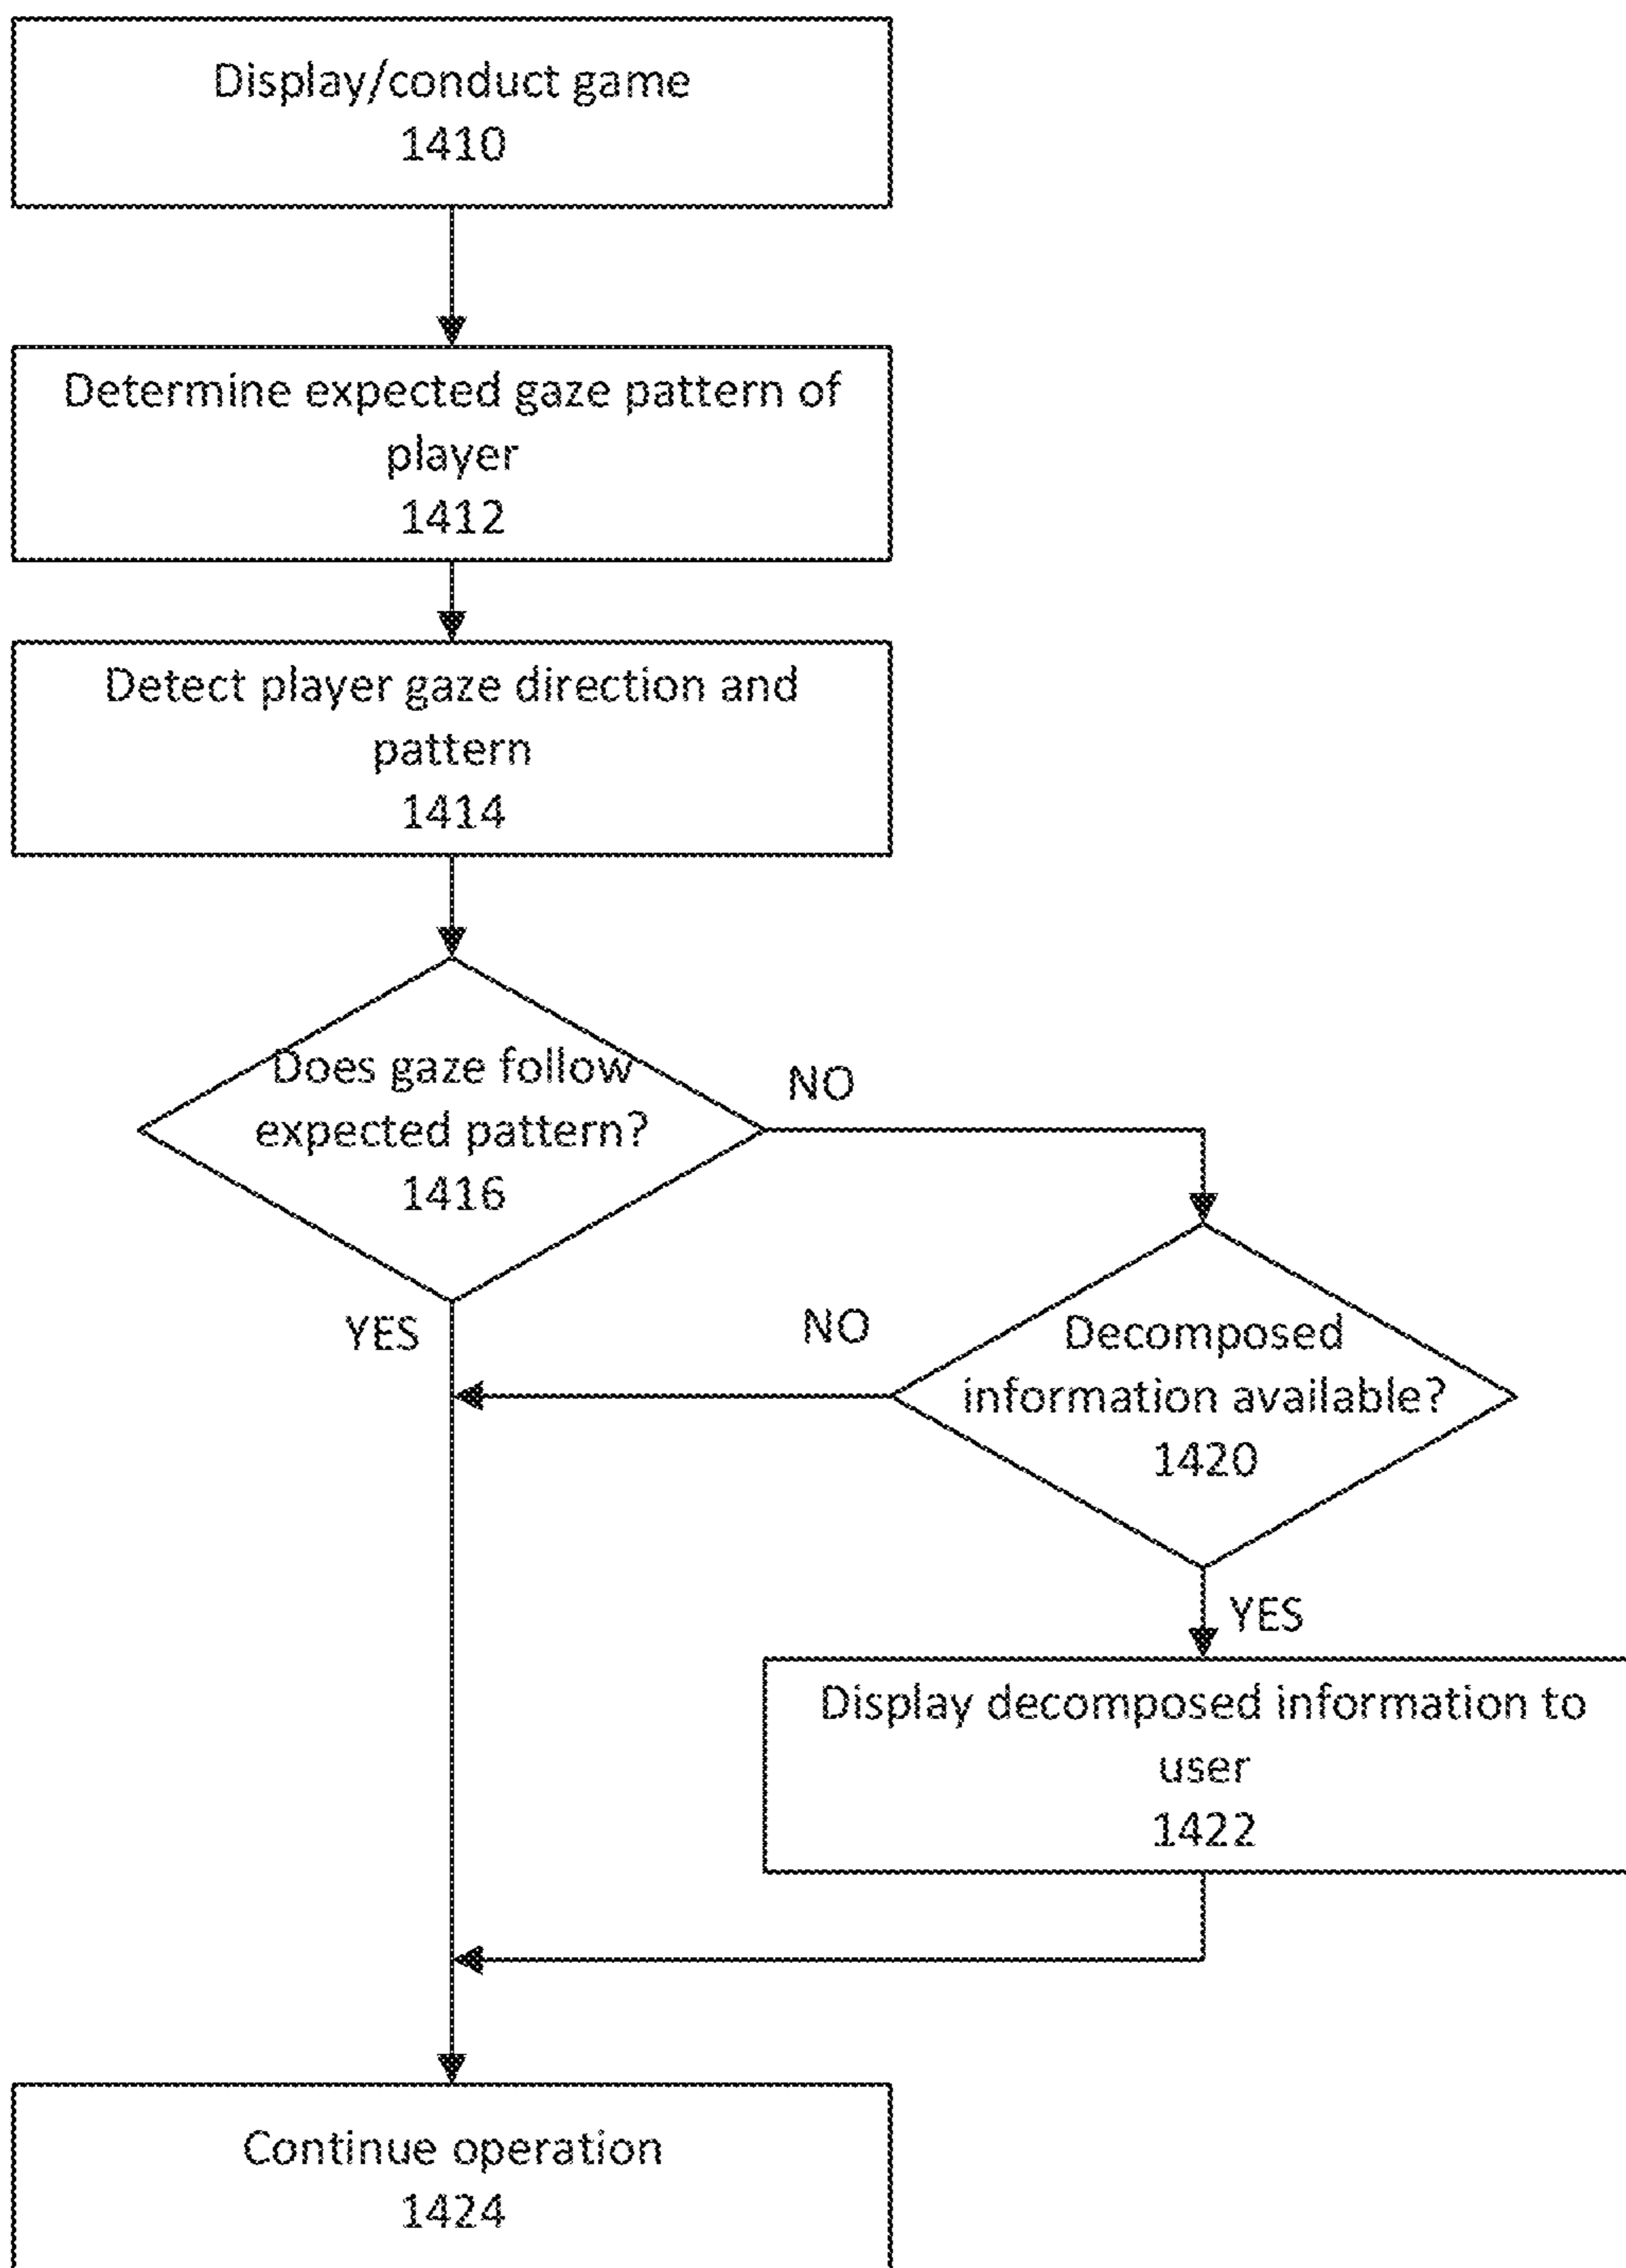 Display/conduct game
1410
Determine expected gaze pattern of
player
1412
Detect player gaze direction and
pattern
1414
Does gaze follow
expected pattern?
1416
NO
YES
NO
Decomposed
information available?
1420
YES
Display decomposed information to
user
1422
Continue operation
1424